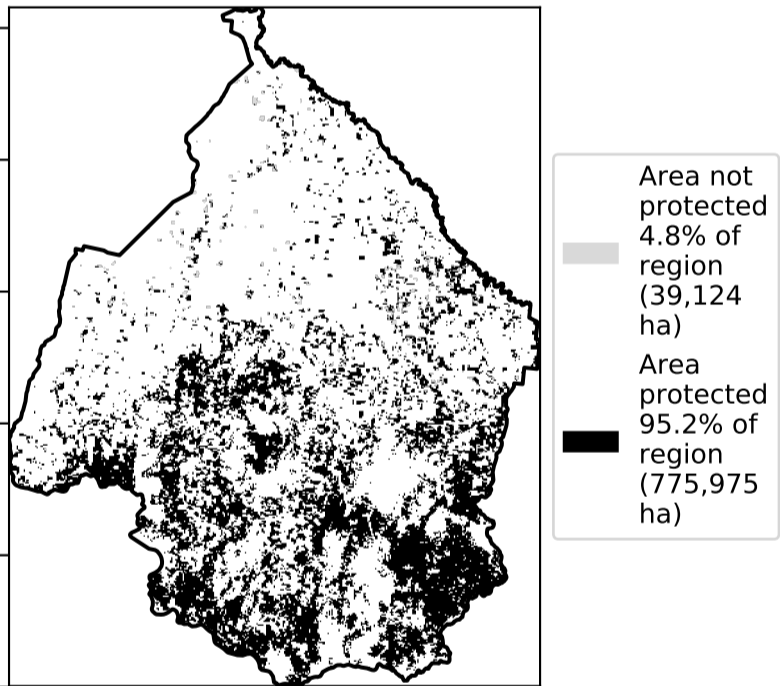 Area not
protected
4.8% of
region
(39,124
ha)
Area
protected
95.2% of
region
(775,975
ha)